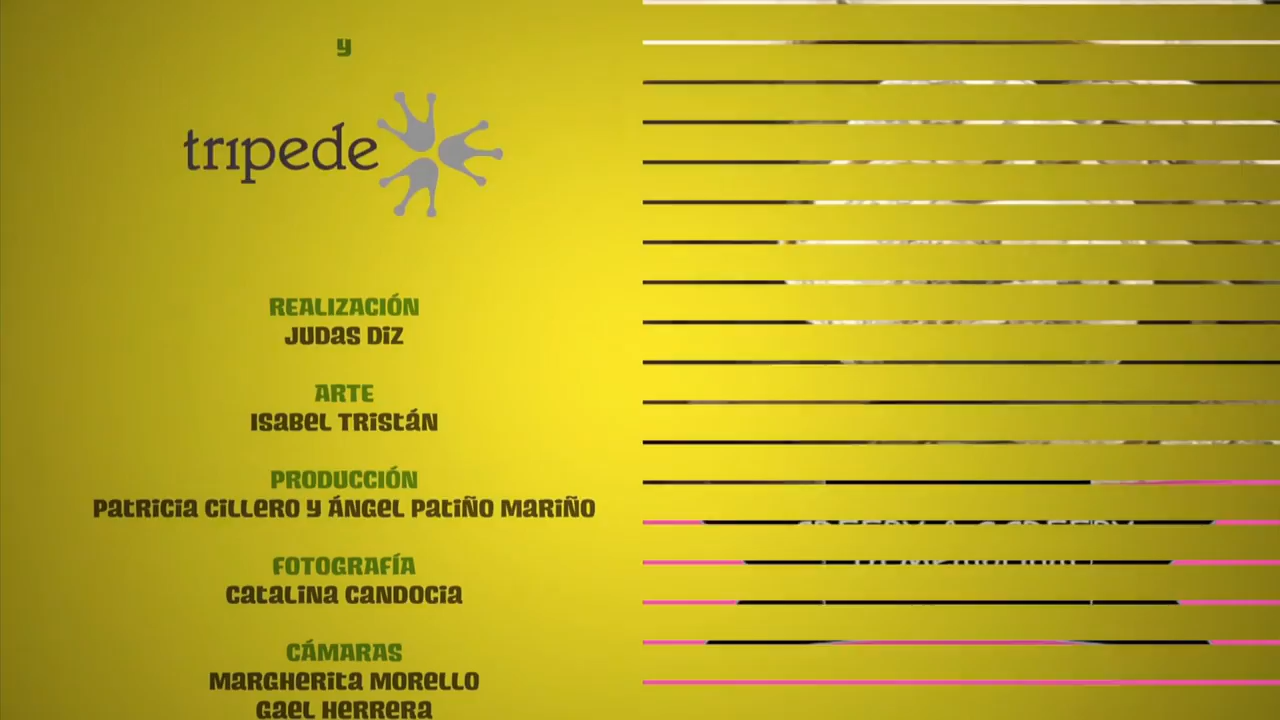 y
tripede
REALIZACIÓN
JUDAS DIZ
ARTE
ISABEL TRISTÁN
PRODUCCIÓN
PATRICIA CILLERO Y ÁNGEL PATIÑO MARIÑO
FOTOGRAFÍA
CATALINA CANDOCIA
CÁMARAS
MARGHERITA MORELLO
GAEL HERRERA